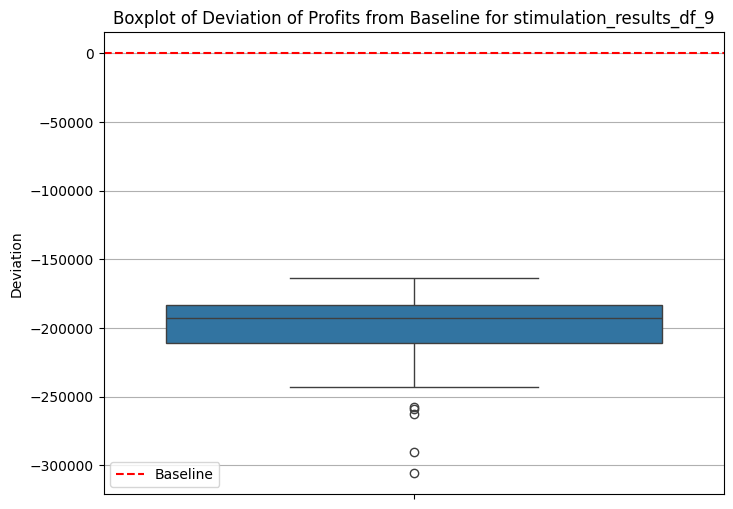 Boxplot of Deviation of Profits from Baseline for stimulation_results_df_9
0
−50000
−100000
−150000
−200000
−250000
−300000
Deviation
Baseline